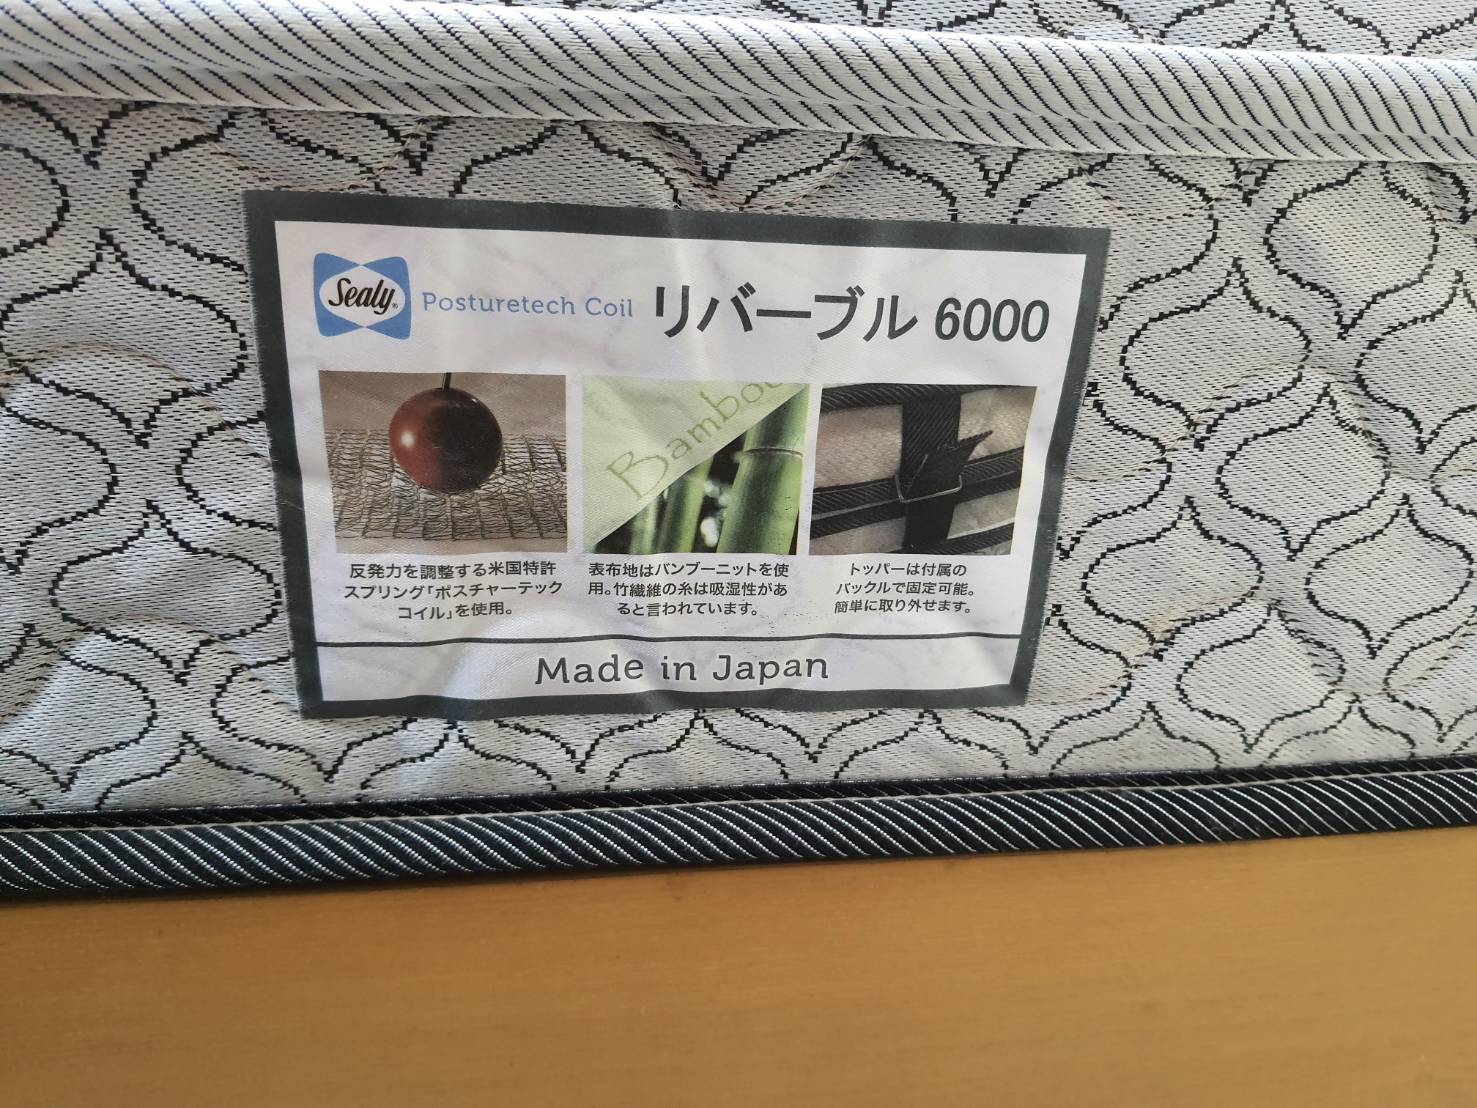 Sealy®
Posturetech Coil リバーブル 6000
Bamboo
反発力を調整する米国特許
スプリング「ポスチャーテック
コイル」を使用。
表布地はバンブーニットを使
用。竹繊維の糸は吸湿性があ
ると言われています。
トッパーは付属の
バックルで固定可能。
簡単に取り外せます。
Made in Japan